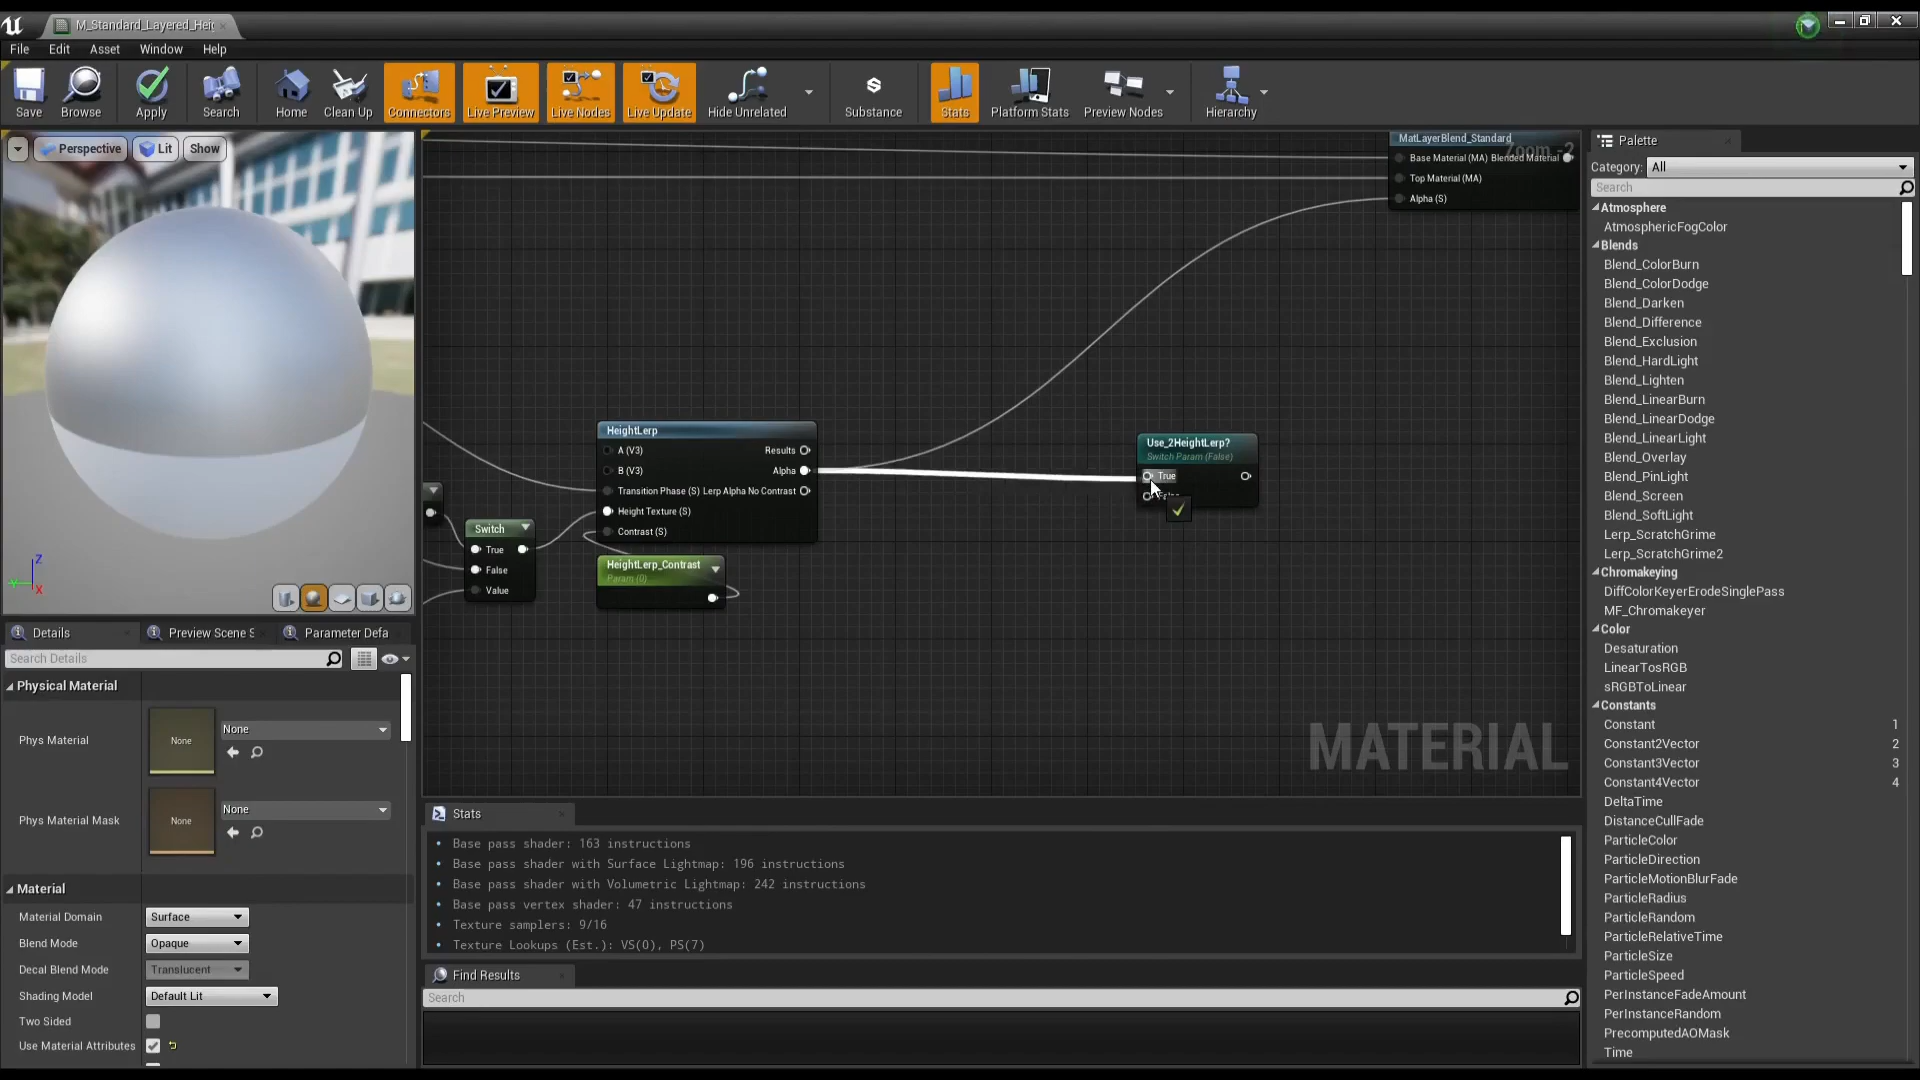 M_Standard_Layered_Heig
File Edit Asset Window Help
Save Browse Apply Search Home Clean Up Connectors Live Preview Live Nodes Live Update Hide Unrelated Substance Stats Platform Stats Preview Nodes Hierarchy
Perspective Lit Show
Z
Y
X
Details Preview Scene S Parameter Defa
Search Details
Physical Material
Phys Material None None
Phys Material Mask None None
Material
Material Domain Surface
Blend Mode Opaque
Decal Blend Mode Translucent
Shading Model Default Lit
Two Sided
Use Material Attributes
MatLayerBlend_Standard
Zoom -2
Base Material (MA) Blended Material
Top Material (MA)
Alpha (S)
HeightLerp
A (V3) Results
B (V3) Alpha
Transition Phase (S) Lerp Alpha No Contrast
Height Texture (S)
Contrast (S)
Switch
True
False
Value
HeightLerp_Contrast
Param (0)
Use_2HeightLerp?
Switch Param (False)
True
False
MATERIAL
Stats
• Base pass shader: 163 instructions
• Base pass shader with Surface Lightmap: 196 instructions
• Base pass shader with Volumetric Lightmap: 242 instructions
• Base pass vertex shader: 47 instructions
• Texture samplers: 9/16
• Texture Lookups (Est.): VS(0), PS(7)
Find Results
Search
Palette
Category: All
Search
Atmosphere
AtmosphericFogColor
Blends
Blend_ColorBurn
Blend_ColorDodge
Blend_Darken
Blend_Difference
Blend_Exclusion
Blend_HardLight
Blend_Lighten
Blend_LinearBurn
Blend_LinearDodge
Blend_LinearLight
Blend_Overlay
Blend_PinLight
Blend_Screen
Blend_SoftLight
Lerp_ScratchGrime
Lerp_ScratchGrime2
Chromakeying
DiffColorKeyerErodeSinglePass
MF_Chromakeyer
Color
Desaturation
LinearTosRGB
sRGBToLinear
Constants
Constant 1
Constant2Vector 2
Constant3Vector 3
Constant4Vector 4
DeltaTime
DistanceCullFade
ParticleColor
ParticleDirection
ParticleMotionBlurFade
ParticleRadius
ParticleRandom
ParticleRelativeTime
ParticleSize
ParticleSpeed
PerInstanceFadeAmount
PerInstanceRandom
PrecomputedAOMask
Time